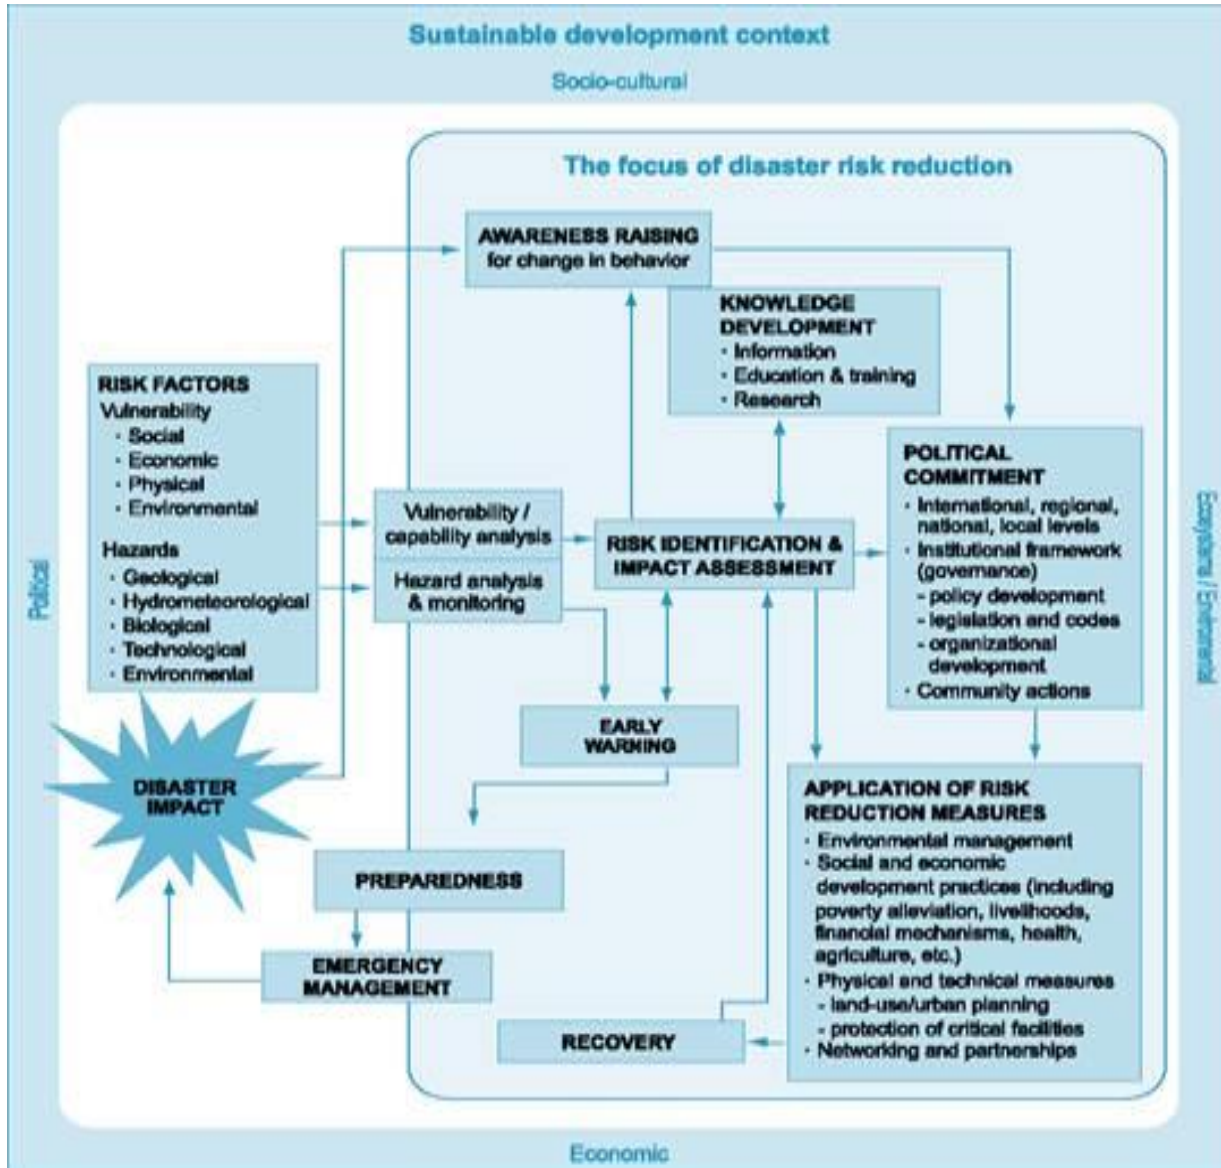 Sustainable development context
Socio-cultural
The focus of disaster risk reduction
AWARENESS RAISING
for change in behavior
KNOWLEDGE
DEVELOPMENT
· Information
· Education & training
· Research
RISK FACTORS
Vulnerability
· Social
· Economic
· Physical
· Environmental
Hazards
· Geological
· Hydrometeorological
· Biological
· Technological
· Environmental
Vulnerability /
capability analysis
Hazard analysis
& monitoring
RISK IDENTIFICATION &
IMPACT ASSESSMENT
POLITICAL
COMMITMENT
· International, regional,
national, local levels
· Institutional framework
(governance)
- policy development
- legislation and codes
- organizational
development
· Community actions
Political
Ecosystems / Environmental
EARLY
WARNING
DISASTER
IMPACT
APPLICATION OF RISK
REDUCTION MEASURES
· Environmental management
· Social and economic
development practices (including
poverty alleviation, livelihoods,
financial mechanisms, health,
agriculture, etc.)
· Physical and technical measures
- land-use/urban planning
- protection of critical facilities
· Networking and partnerships
PREPAREDNESS
EMERGENCY
MANAGEMENT
RECOVERY
Economic